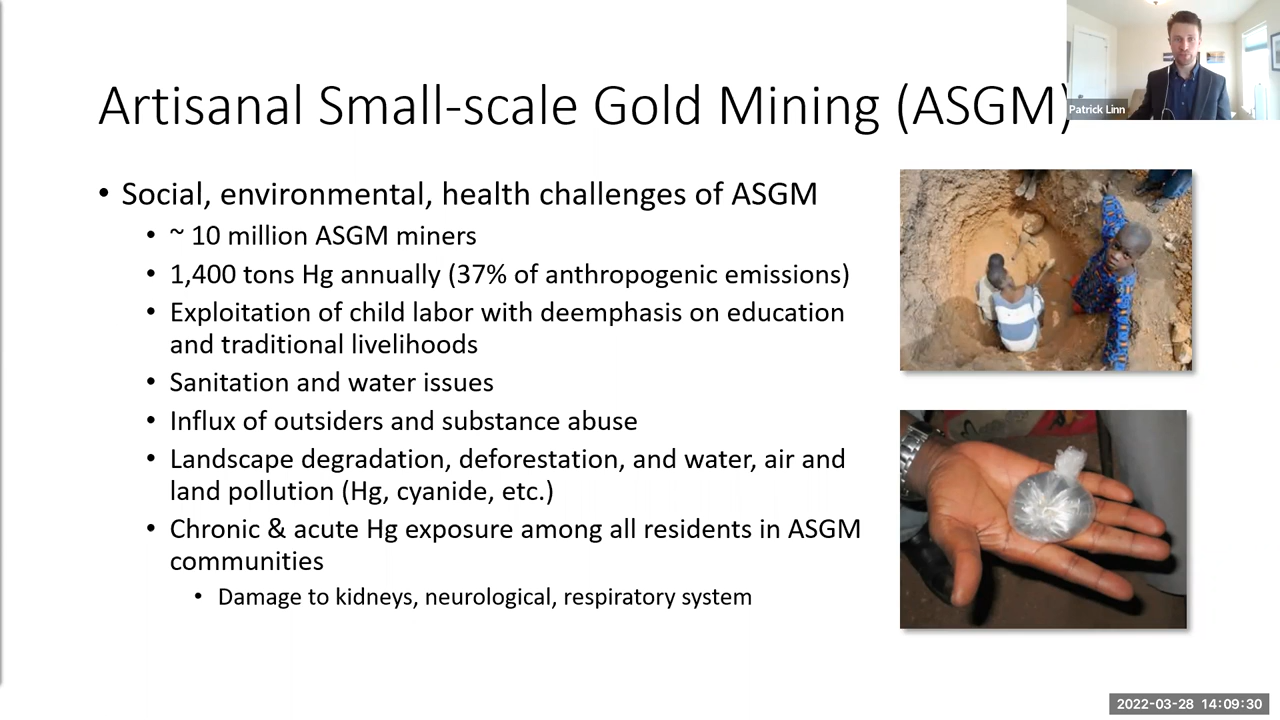 Artisanal Small-scale Gold Mining (ASGM)
Patrick Linn
• Social, environmental, health challenges of ASGM
• ~ 10 million ASGM miners
• 1,400 tons Hg annually (37% of anthropogenic emissions)
• Exploitation of child labor with deemphasis on education
and traditional livelihoods
• Sanitation and water issues
• Influx of outsiders and substance abuse
• Landscape degradation, deforestation, and water, air and
land pollution (Hg, cyanide, etc.)
• Chronic & acute Hg exposure among all residents in ASGM
communities
• Damage to kidneys, neurological, respiratory system
2022-03-28 14:09:30